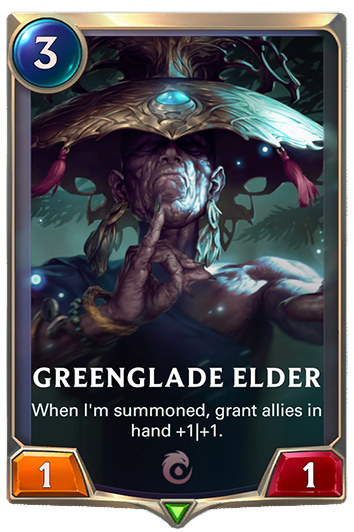 3
GREENGLADE ELDER
When I'm summoned, grant allies in
hand +1|+1.
1
1